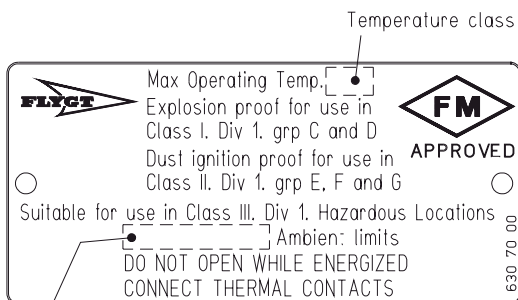 Temperature class
FLYGT
Max Operating Temp.
Explosion proof for use in
Class I. Div 1. grp C and D
FM
APPROVED
Dust ignition proof for use in
Class II. Div 1. grp E, F and G
Suitable for use in Class III. Div 1. Hazardous Locations
Ambient limits
DO NOT OPEN WHILE ENERGIZED
CONNECT THERMAL CONTACTS
630 70 00